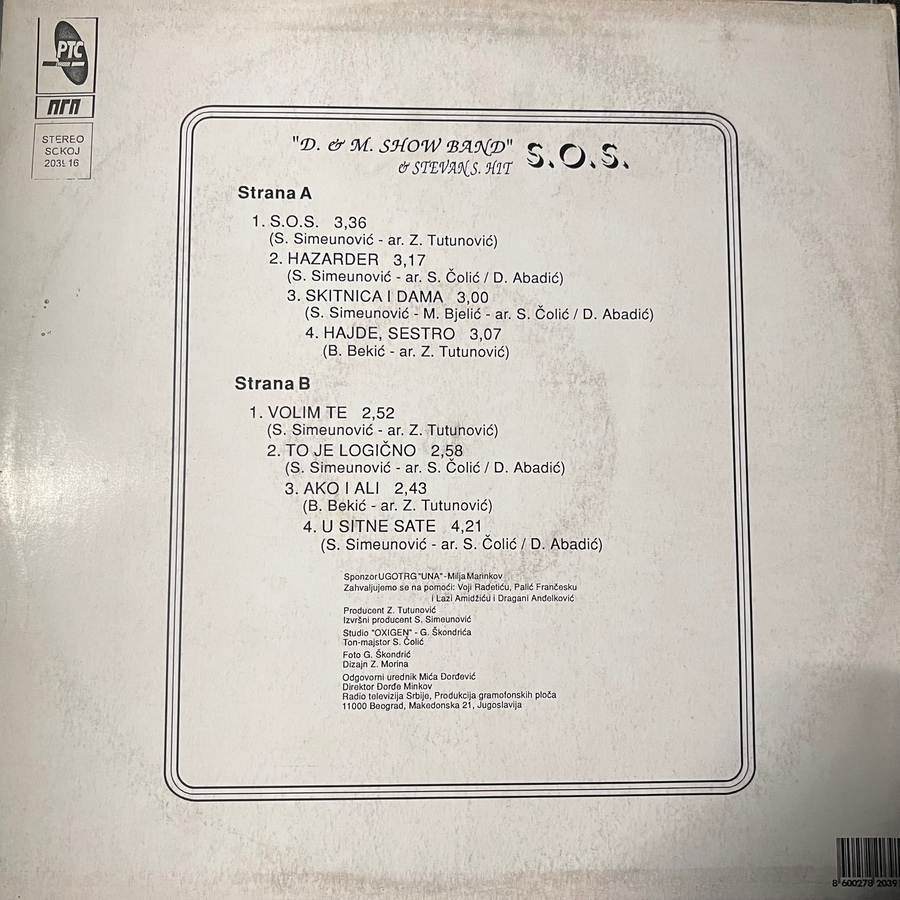 РТС
ПГП
STEREO
SCKOJ
"D. & M. SHOW BAND" S.O.S.
& STEVAN S. HIT
Strana A
1. S.O.S. 3,36
(S. Simeunović - ar. Z. Tutunović)
2. HAZARDER 3,17
(S. Simeunović - ar. S. Čolić / D. Abadić)
3. SKITNICA I DAMA 3,00
(S. Simeunović - M. Bjelić - ar. S. Čolić / D. Abadić)
4. HAJDE, SESTRO 3,07
(B. Bekić - ar. Z. Tutunović)
Strana B
1. VOLIM TE 2,52
(S. Simeunović - ar. Z. Tutunović)
2. TO JE LOGIČNO 2,58
(S. Simeunović - ar. S. Čolić / D. Abadić)
3. AKO I ALI 2,43
(B. Bekić - ar. Z. Tutunović)
4. U SITNE SATE 4,21
(S. Simeunović - ar. S. Čolić / D. Abadić)
Sponzor UGOTRG "UNA" - Milja Marinkov
Zahvaljujemo se na pomoći: Voji Radetiću, Palić Frančesku
i Lazi Amidžiću i Dragani Anđelković
Producent Z. Tutunović
Izvršni producent S. Simeunović
Studio "OXIGEN" - G. Škondrića
Ton-majstor S. Čolić
Foto G. Škondrić
Dizajn Z. Morina
Odgovorni urednik Mića Đorđević
Direktor Đorđe Minkov
Radio televizija Srbije, Produkcija gramofonskih ploča
11000 Beograd, Makedonska 21, Jugoslavija
8 600278 2039